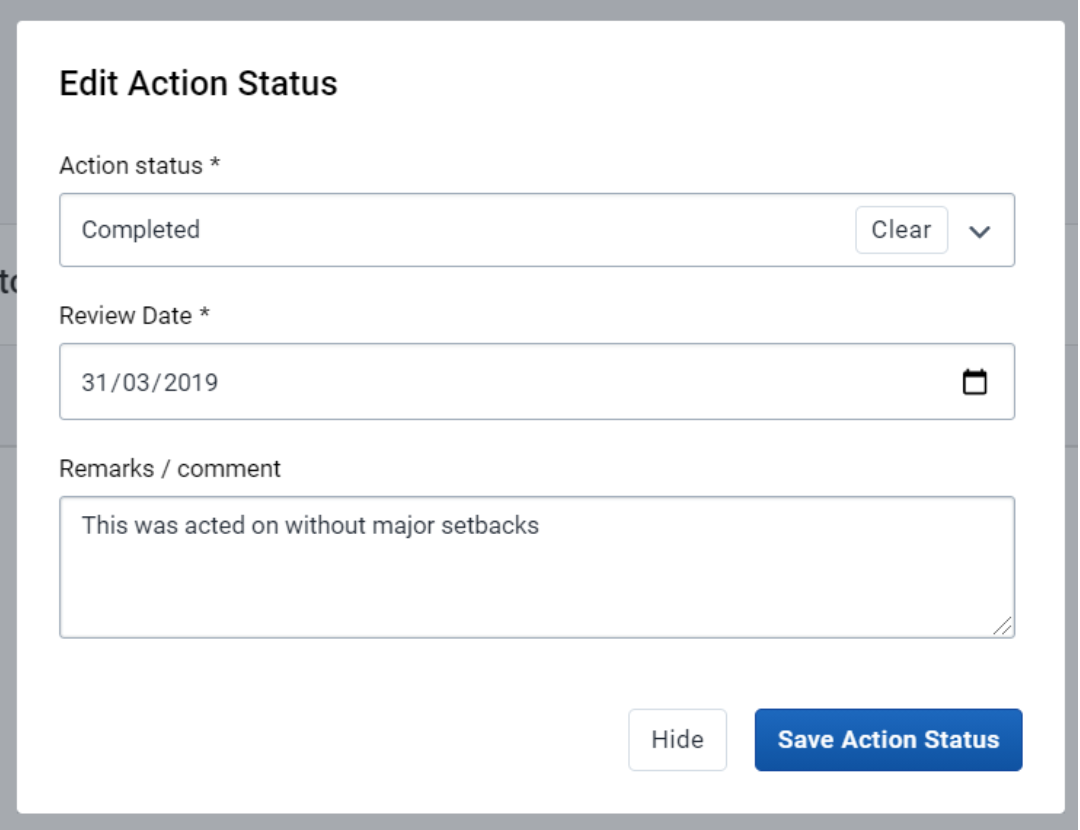 Edit Action Status
Action status *
Completed
Clear
Review Date *
31/03/2019
Remarks / comment
This was acted on without major setbacks
Hide
Save Action Status